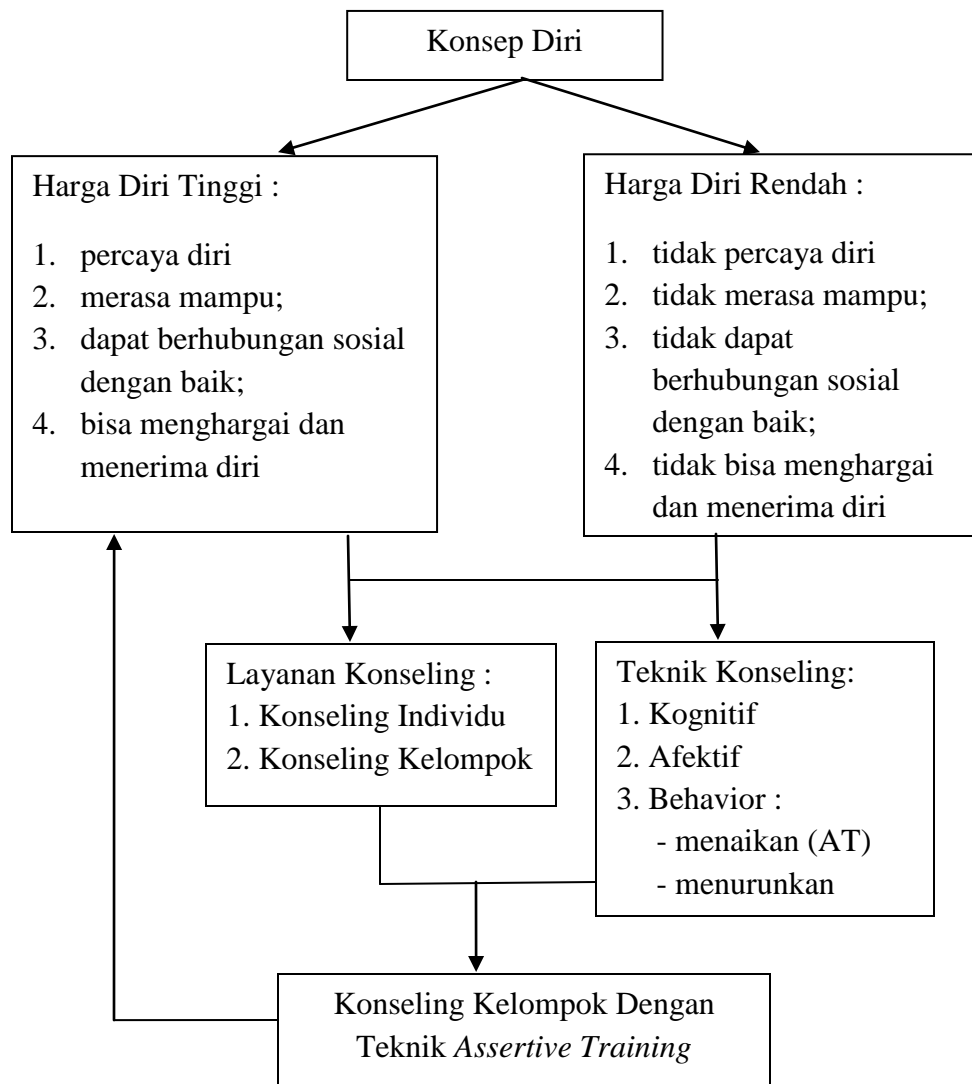 Konsep Diri
Harga Diri Tinggi :
1. percaya diri
2. merasa mampu;
3. dapat berhubungan sosial
dengan baik;
4. bisa menghargai dan
menerima diri
Harga Diri Rendah :
1. tidak percaya diri
2. tidak merasa mampu;
3. tidak dapat
berhubungan sosial
dengan baik;
4. tidak bisa menghargai
dan menerima diri
Layanan Konseling :
1. Konseling Individu
2. Konseling Kelompok
Teknik Konseling:
1. Kognitif
2. Afektif
3. Behavior :
- menaikan (AT)
- menurunkan
Konseling Kelompok Dengan
Teknik Assertive Training